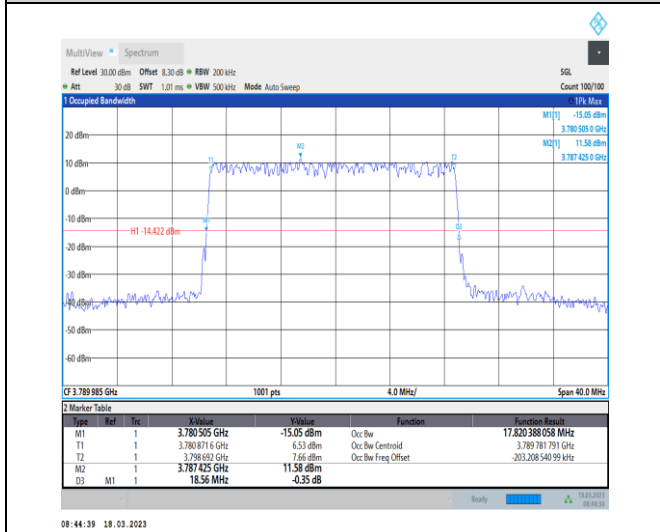 MultiView Spectrum
Ref Level 30.00 dBm Offset 8.30 dB RBW 200 kHz SGL
Att 30 dB SWT 1.01 ms VBW 500 kHz Mode Auto Sweep Count 100/100
1 Occupied Bandwidth 1Pk Max
M1[1] -15.05 dBm
3.780 505 0 GHz
20 dBm
M2[1] 11.58 dBm
M2
3.787 425 0 GHz
T1 T2
10 dBm
0 dBm
-10 dBm
M1 D3
H1 -14.422 dBm
-20 dBm
-30 dBm
-40 dBm
-50 dBm
-60 dBm
CF 3.789 985 GHz 1001 pts 4.0 MHz/ Span 40.0 MHz
2 Marker Table
Type Ref Trc X-Value Y-Value Function Function Result
M1 1 3.780 505 GHz -15.05 dBm Occ Bw 17.820 388 058 MHz
T1 1 3.780 871 6 GHz 6.53 dBm Occ Bw Centroid 3.789 781 791 GHz
T2 1 3.798 692 GHz 7.66 dBm Occ Bw Freq Offset -203.208 540 99 kHz
M2 1 3.787 425 GHz 11.58 dBm
D3 M1 1 18.56 MHz -0.35 dB
Ready 18.03.2023
08:44:39
08:44:39 18.03.2023